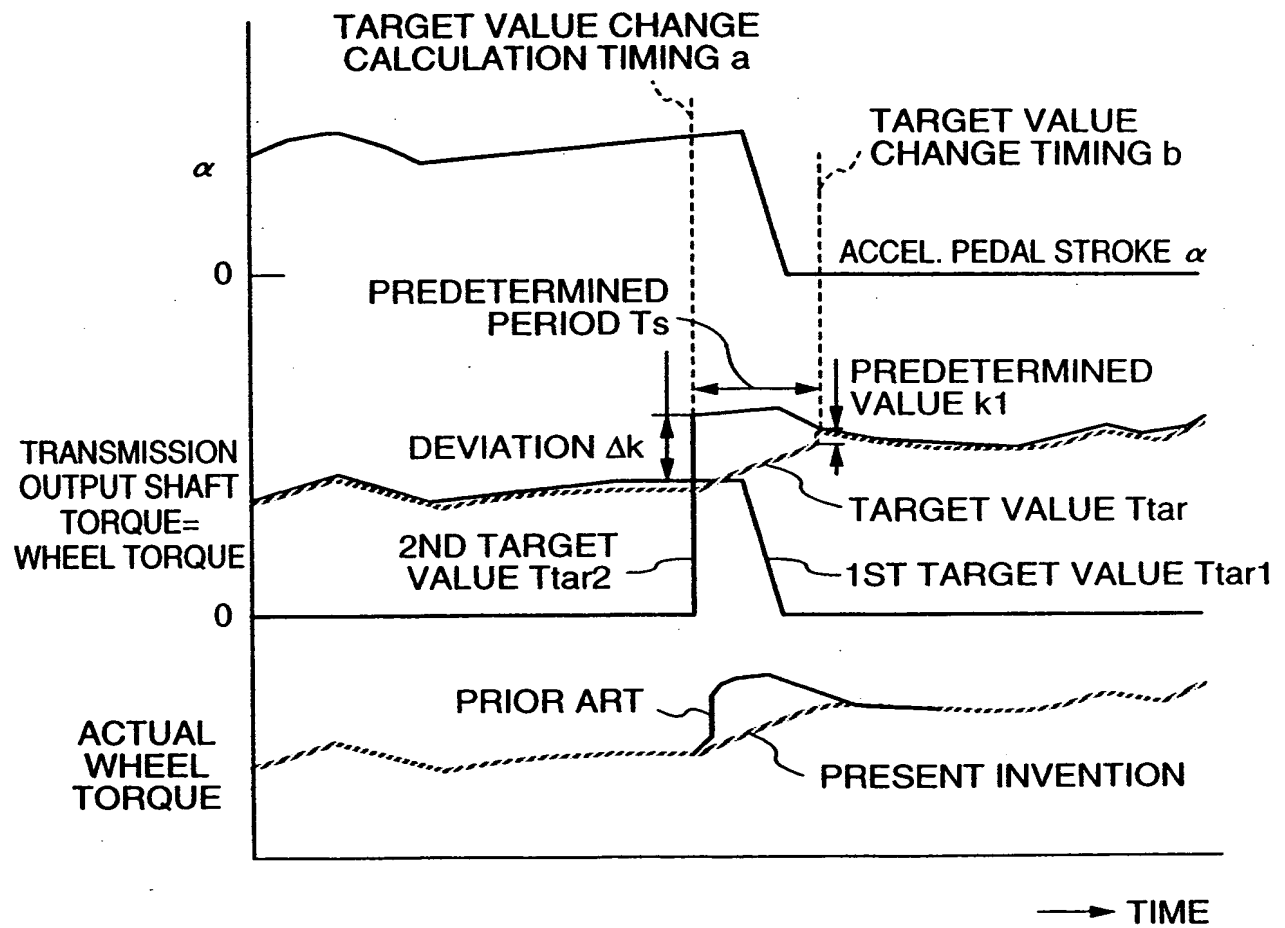 TARGET VALUE CHANGE
CALCULATION TIMING a
TARGET VALUE
CHANGE TIMING b
α
0
ACCEL. PEDAL STROKE α
PREDETERMINED
PERIOD Ts
PREDETERMINED
VALUE k1
DEVIATION Δk
TRANSMISSION
OUTPUT SHAFT
TORQUE=
WHEEL TORQUE
TARGET VALUE Ttar
2ND TARGET
VALUE Ttar2
1ST TARGET VALUE Ttar1
0
PRIOR ART
ACTUAL
WHEEL
TORQUE
PRESENT INVENTION
TIME